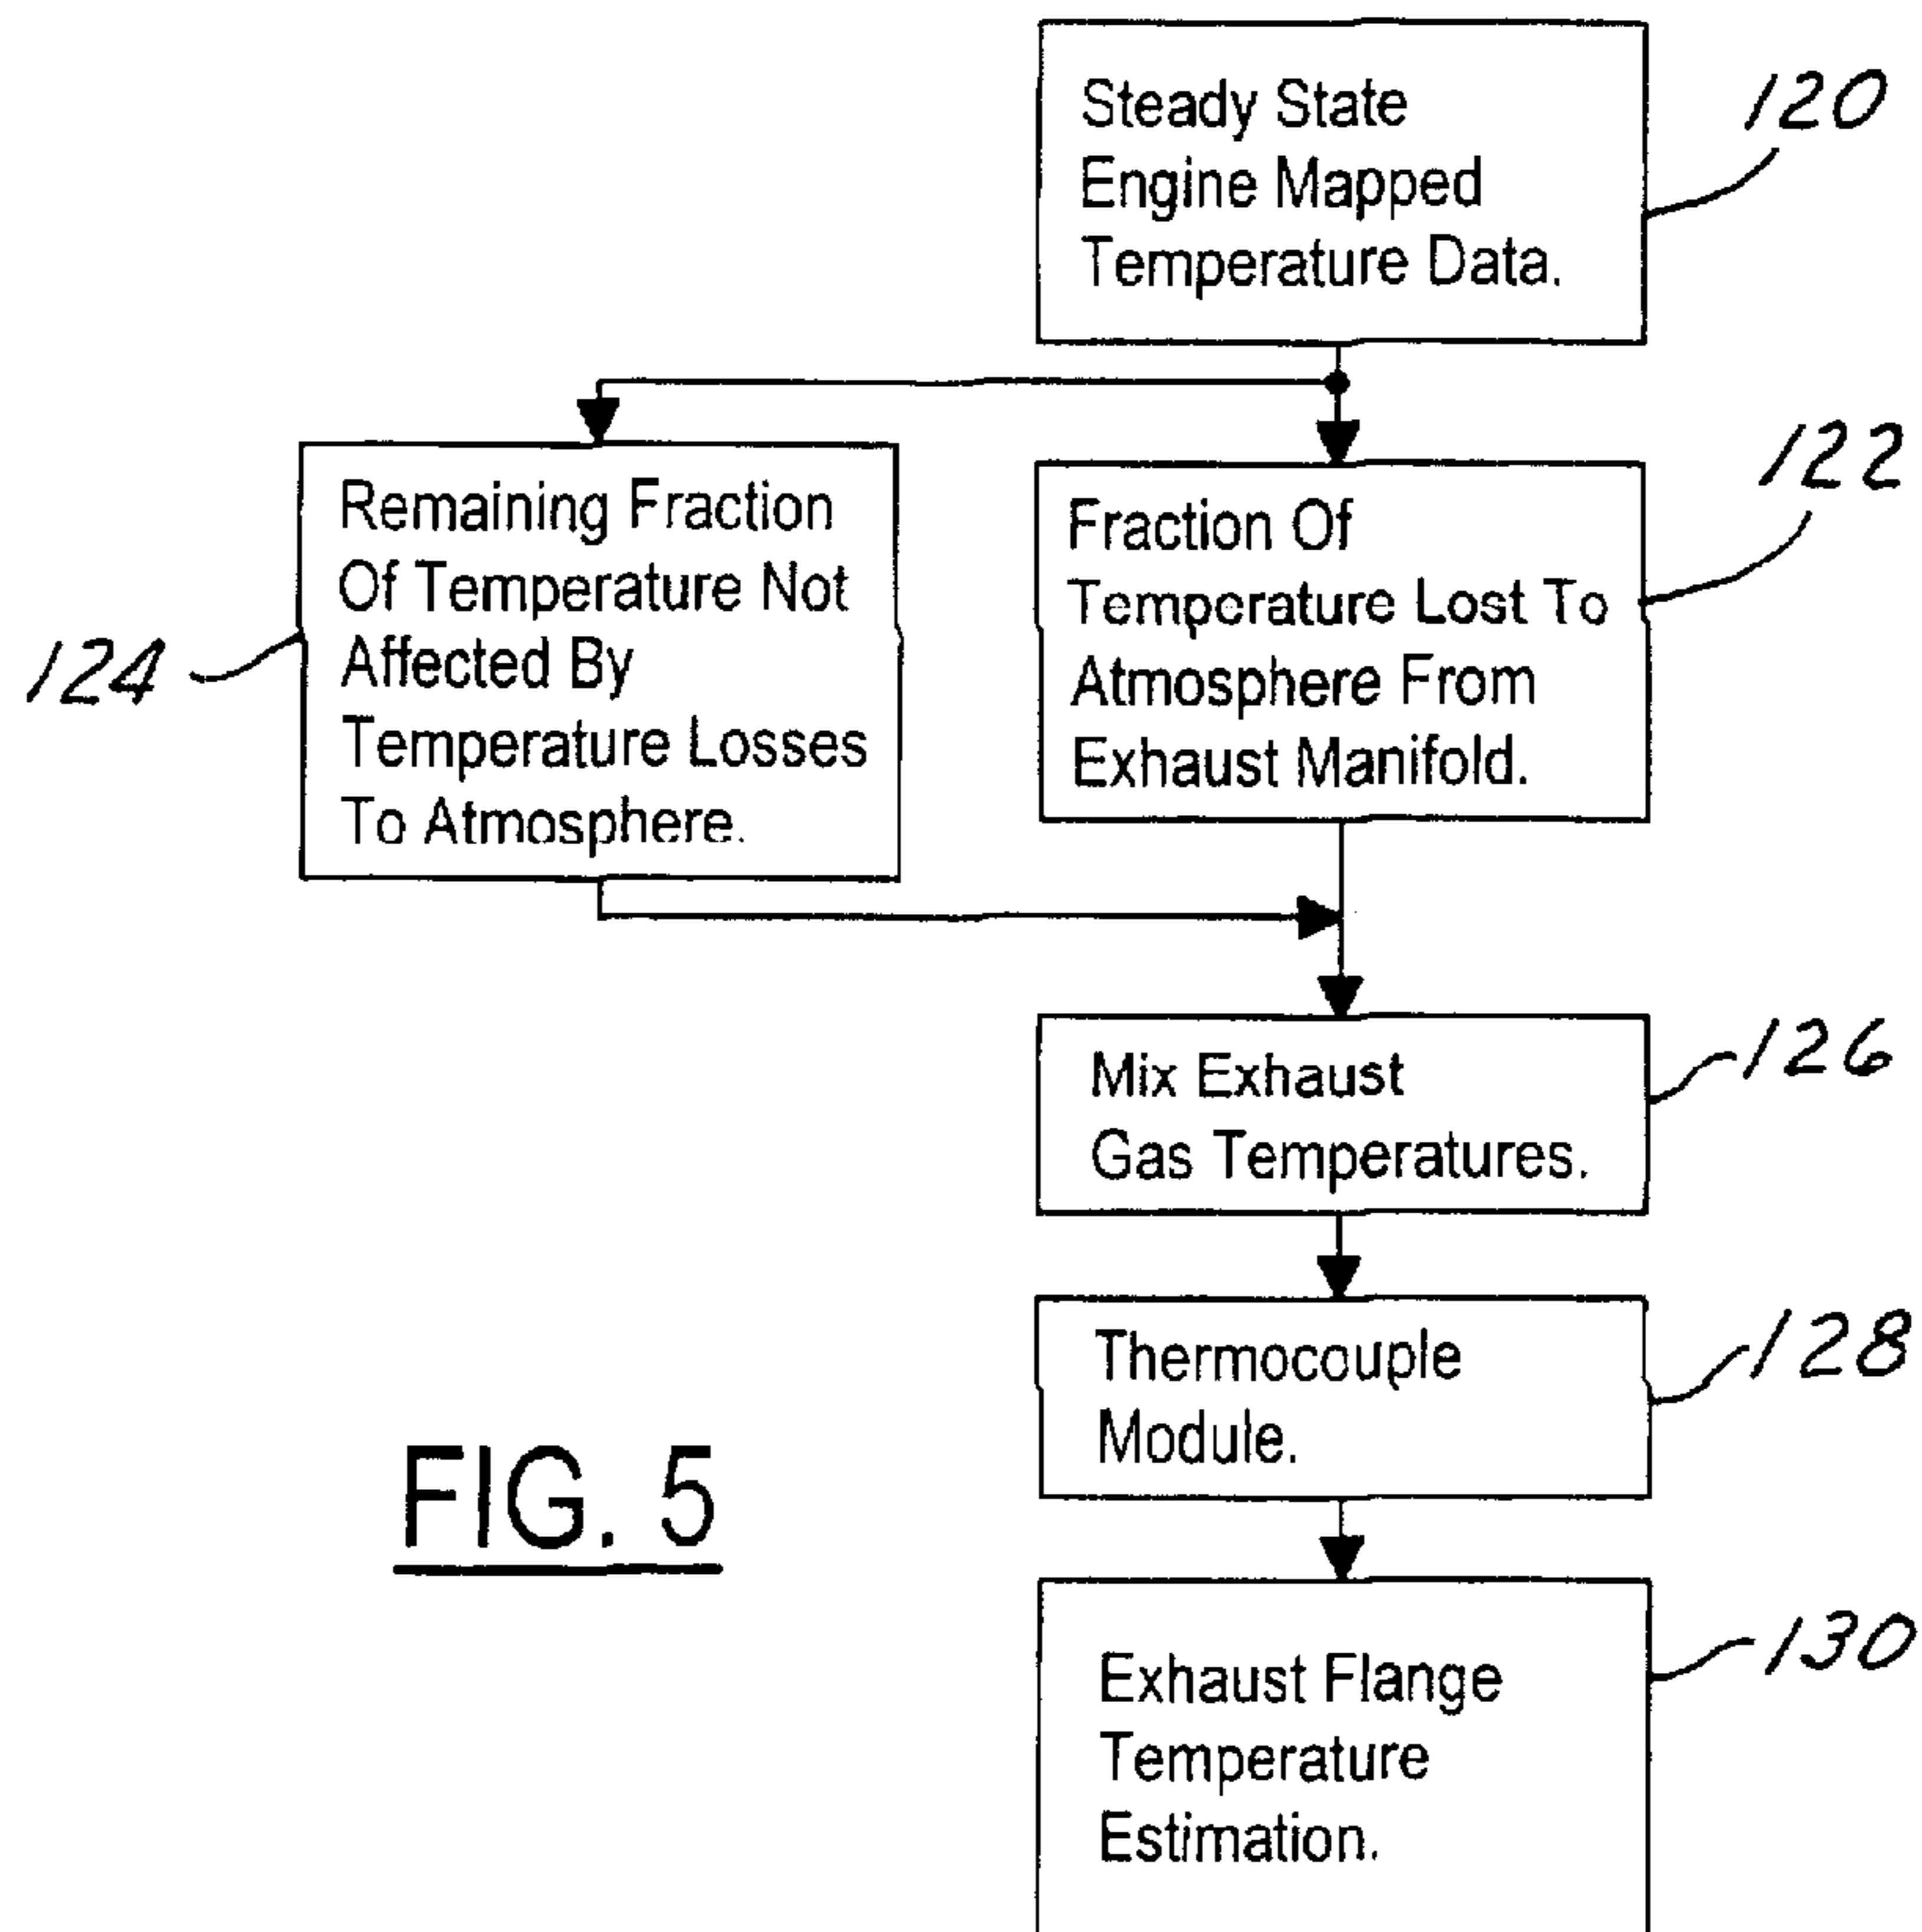 Steady State
Engine Mapped
Temperature Data.
120
Remaining Fraction
Of Temperature Not
Affected By
Temperature Losses
To Atmosphere.
124
Fraction Of
Temperature Lost To
Atmosphere From
Exhaust Manifold.
122
Mix Exhaust
Gas Temperatures.
126
Thermocouple
Module.
128
Exhaust Flange
Temperature
Estimation.
130
FIG. 5